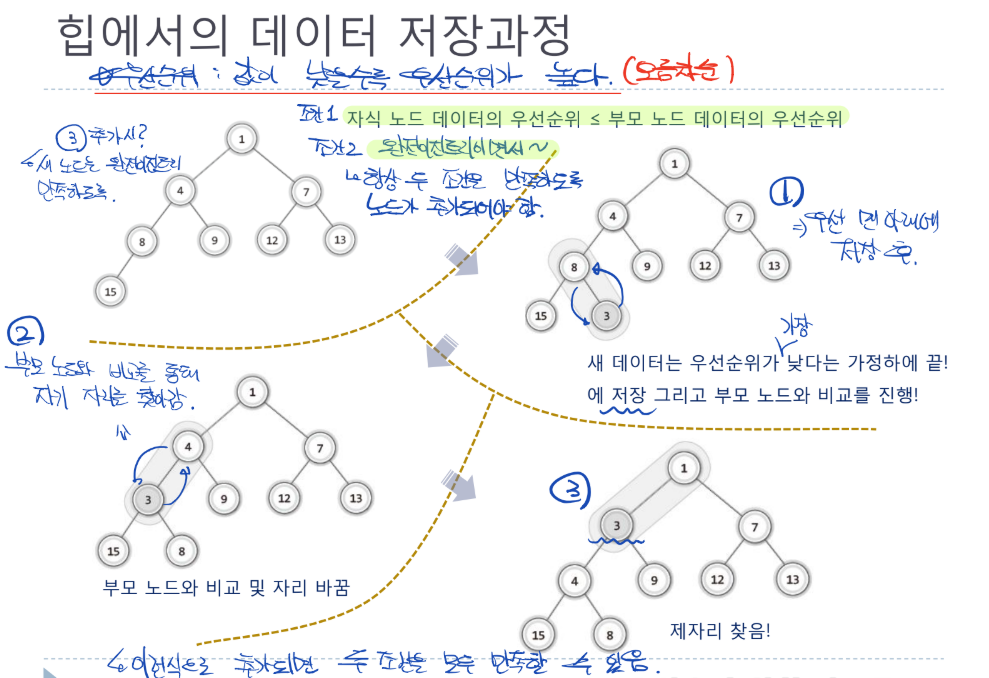 힙에서의 데이터 저장과정
우선순위 : 값이 낮을수록 우선순위가 높다. (오름차순)
조건1 자식 노드 데이터의 우선순위 ≤ 부모 노드 데이터의 우선순위
조건2 완전이진트리이면서~
↳ 항상 두 조건을 만족하도록
노드가 추가되어야 함.
③ 추가시?
↳ 새 노드는 완전이진트리
만족하도록.
1
4 7
8 9 12 13
15
①
⇒ 우선 맨 아래에
저장 후.
1
4 7
8 9 12 13
15 3
가장
새 데이터는 우선순위가 낮다는 가정하에 끝!
에 저장 그리고 부모 노드와 비교를 진행!
②
부모 노드와 비교를 통해
자기 자리를 찾아감.
1
4 7
3 9 12 13
15 8
부모 노드와 비교 및 자리 바꿈
③
1
3 7
4 9 12 13
15 8
제자리 찾음!
↳ 이런식으로 추가되면 두 조건을 모두 만족할 수 있음.